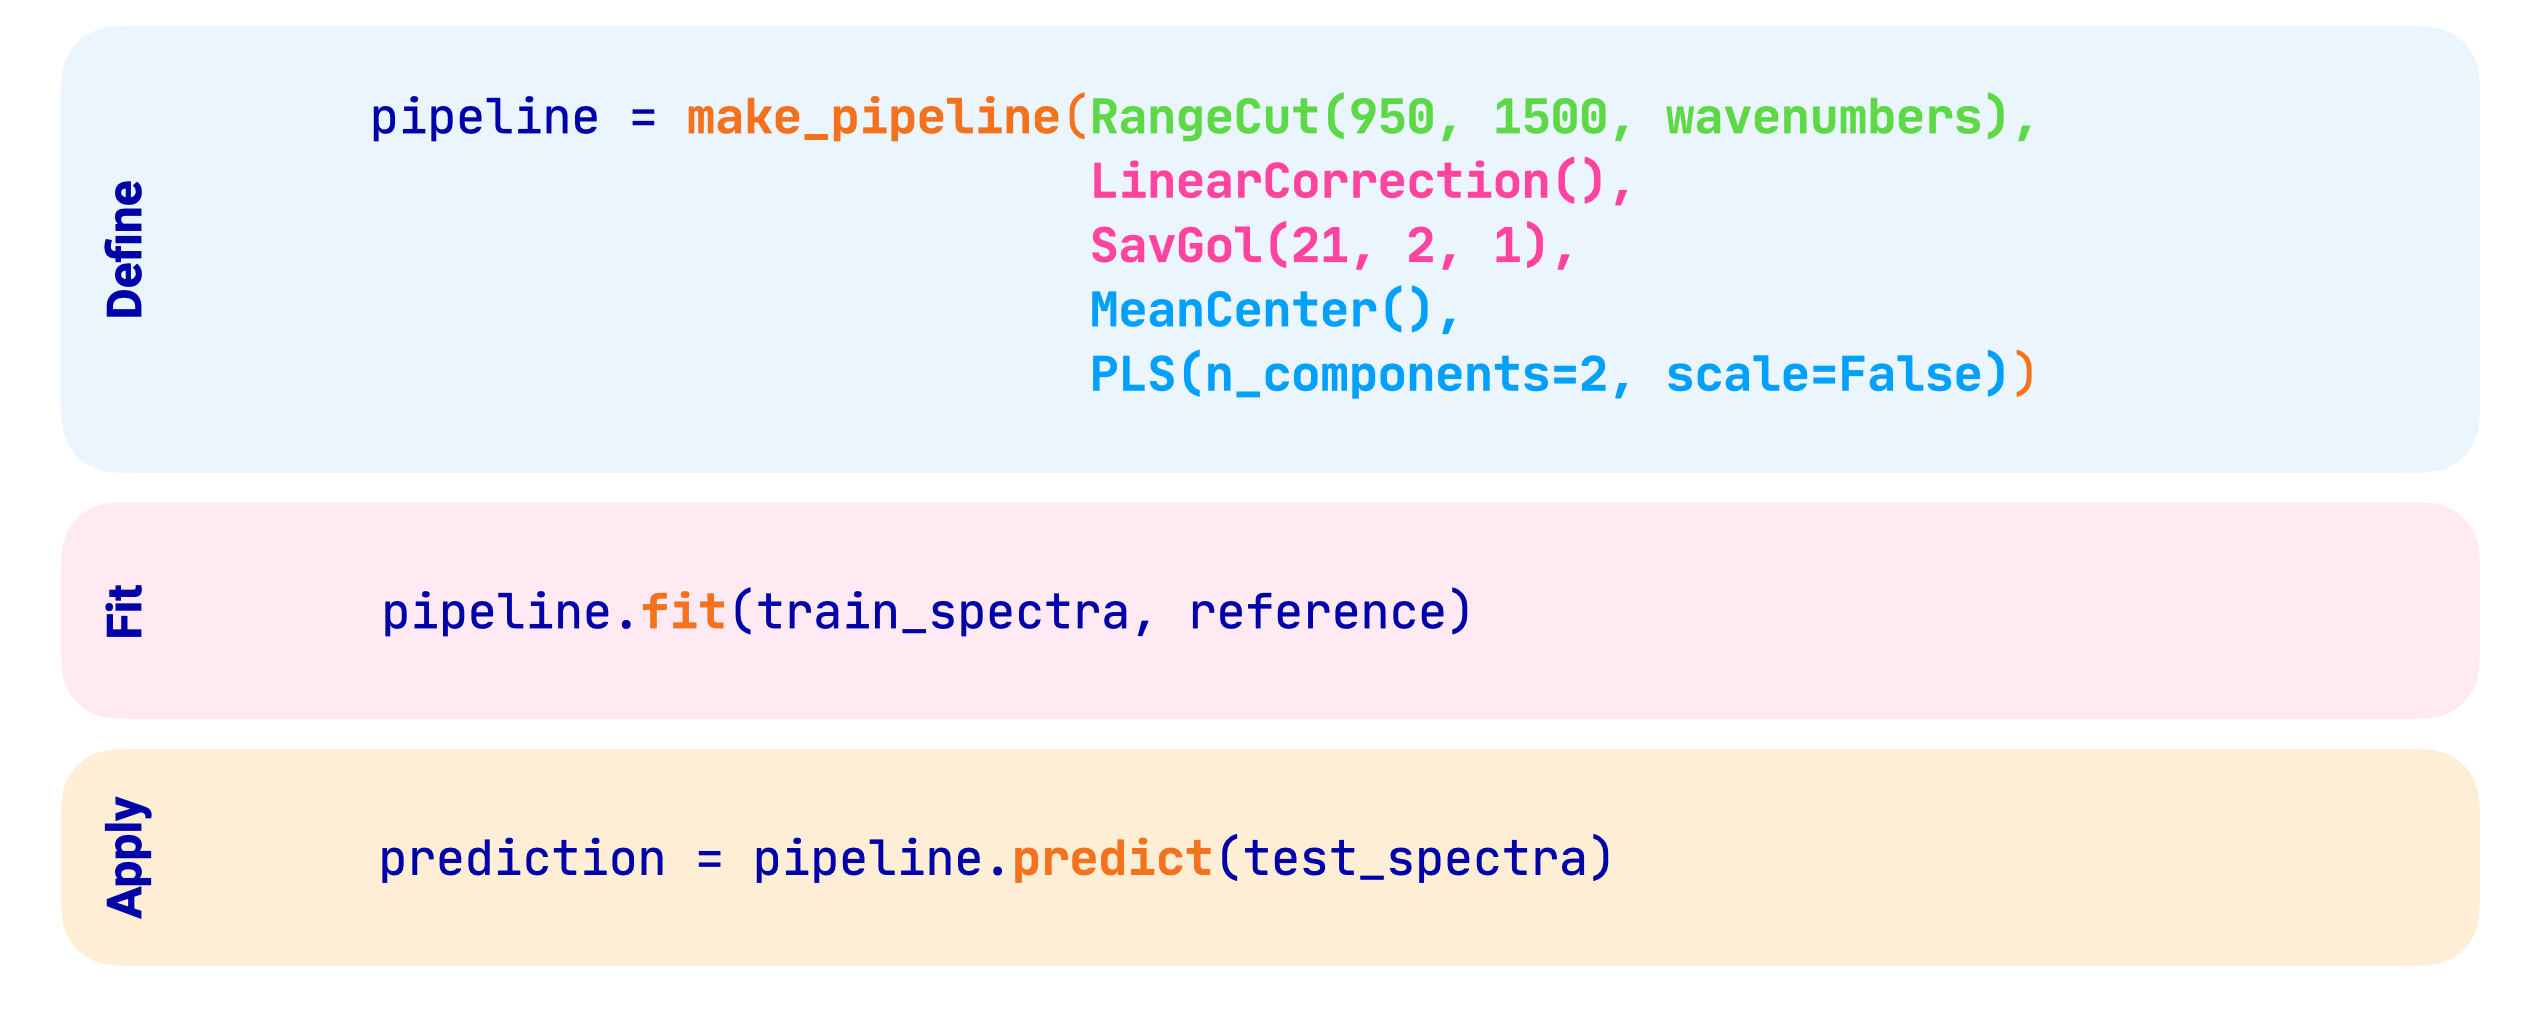 Define
pipeline = make_pipeline(RangeCut(950, 1500, wavenumbers),
LinearCorrection(),
SavGol(21, 2, 1),
MeanCenter(),
PLS(n_components=2, scale=False))
Fit
pipeline.fit(train_spectra, reference)
Apply
prediction = pipeline.predict(test_spectra)